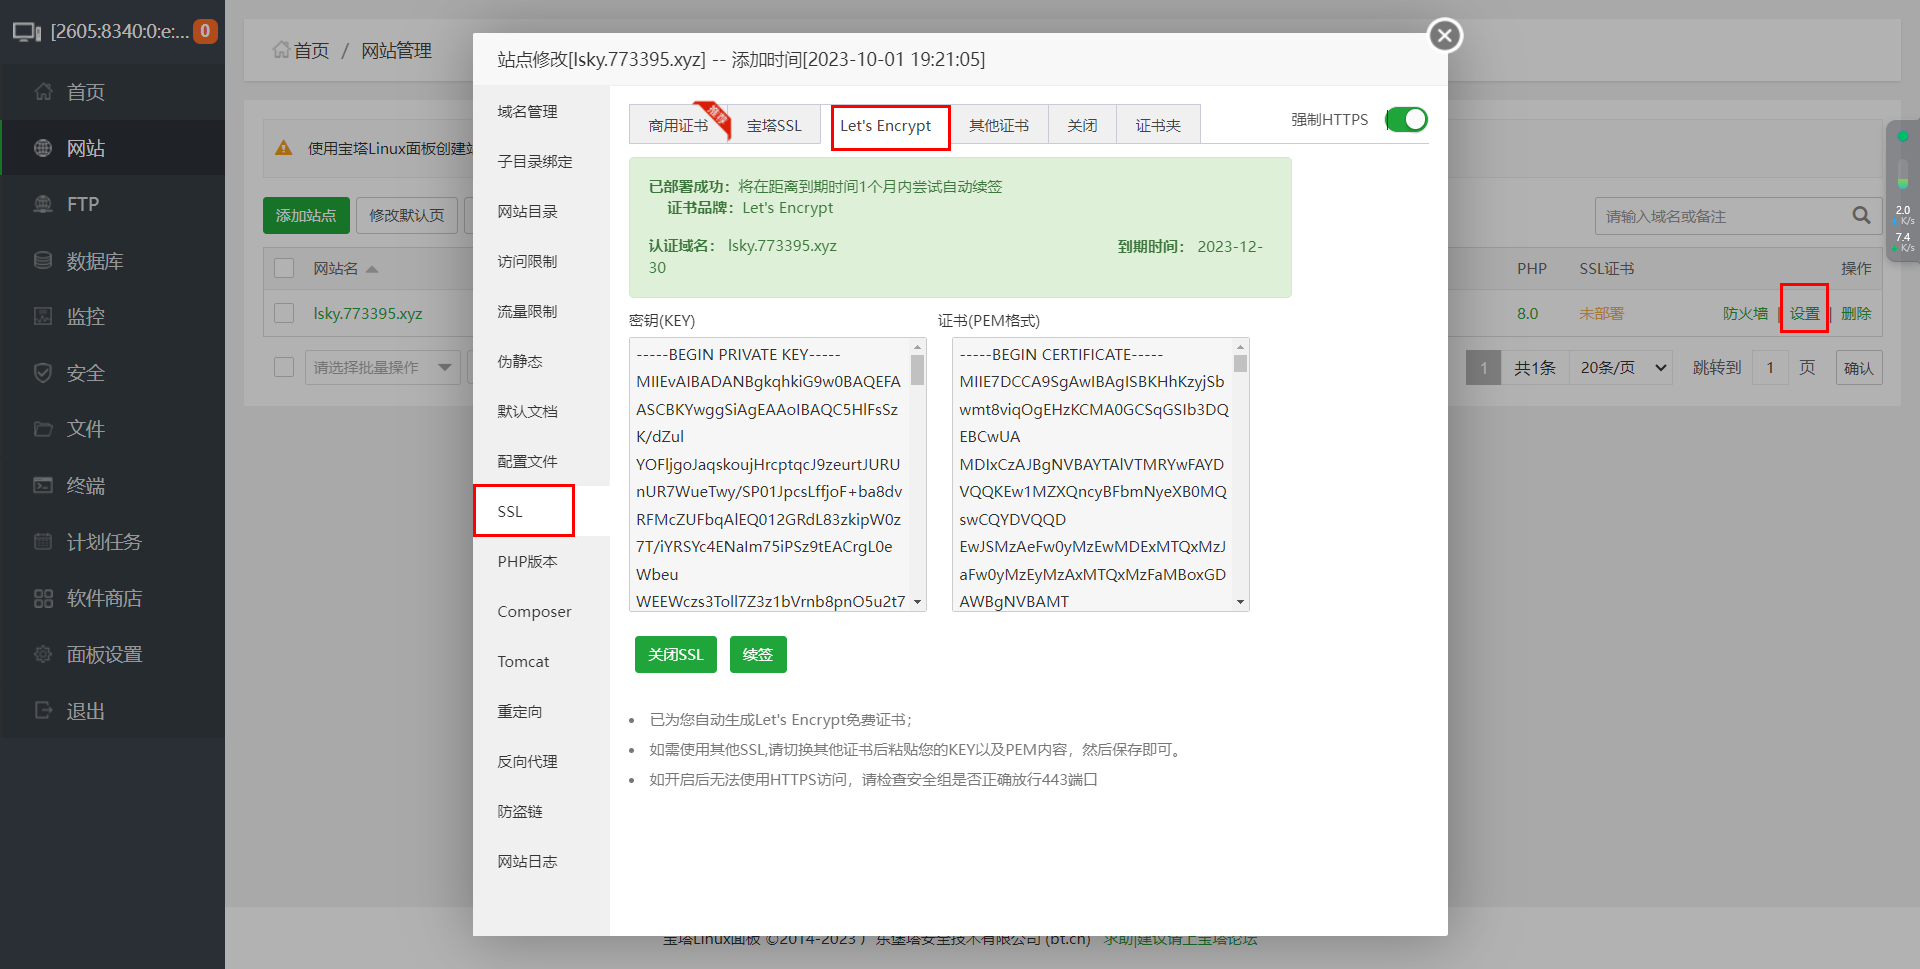 [2605:8340:0:e:... 0
首页
网站
FTP
数据库
监控
安全
文件
终端
计划任务
软件商店
面板设置
退出
首页 / 网站管理
使用宝塔Linux面板创建站
添加站点 修改默认页
请输入域名或备注
网站名 PHP SSL证书 操作
lsky.773395.xyz 8.0 未部署 防火墙 | 设置 | 删除
请选择批量操作 1 共1条 20条/页 跳转到 1 页 确认
2.0
K/s
7.4
K/s
站点修改[lsky.773395.xyz] -- 添加时间[2023-10-01 19:21:05]
域名管理
子目录绑定
网站目录
访问限制
流量限制
伪静态
默认文档
配置文件
SSL
PHP版本
Composer
Tomcat
重定向
反向代理
防盗链
网站日志
商用证书 推荐 宝塔SSL Let's Encrypt 其他证书 关闭 证书夹 强制HTTPS
已部署成功：将在距离到期时间1个月内尝试自动续签
证书品牌：Let's Encrypt
认证域名： lsky.773395.xyz 到期时间： 2023-12-
30
密钥(KEY) 证书(PEM格式)
-----BEGIN PRIVATE KEY-----
MIIEvAIBADANBgkqhkiG9w0BAQEFA
ASCBKYwggSiAgEAAoIBAQC5HlFsSz
K/dZul
YOFljgoJaqskoujHrcptqcJ9zeurtJURU
nUR7WueTwy/SP01JpcsLffjoF+ba8dv
RFMcZUFbqAlEQ012GRdL83zkipW0z
7T/iYRSYc4ENaIm75iPSz9tEACrgL0e
Wbeu
WEEWczs3Toll7Z3z1bVrnb8pnO5u2t7
-----BEGIN CERTIFICATE-----
MIIE7DCCA9SgAwIBAgISBKHhKzyjSb
wmt8viqOgEHzKCMA0GCSqGSIb3DQ
EBCwUA
MDIxCzAJBgNVBAYTAlVTMRYwFAYD
VQQKEw1MZXQncyBFbmNyeXB0MQ
swCQYDVQQD
EwJSMzAeFw0yMzEwMDExMTQxMzJ
aFw0yMzEyMzAxMTQxMzFaMBoxGD
AWBgNVBAMT
关闭SSL 续签
已为您自动生成Let's Encrypt免费证书；
如需使用其他SSL,请切换其他证书后粘贴您的KEY以及PEM内容，然后保存即可。
如开启后无法使用HTTPS访问，请检查安全组是否正确放行443端口
宝塔Linux面板 ©2014-2023 广东堡塔安全技术有限公司 (bt.cn) 求助|建议请上宝塔论坛